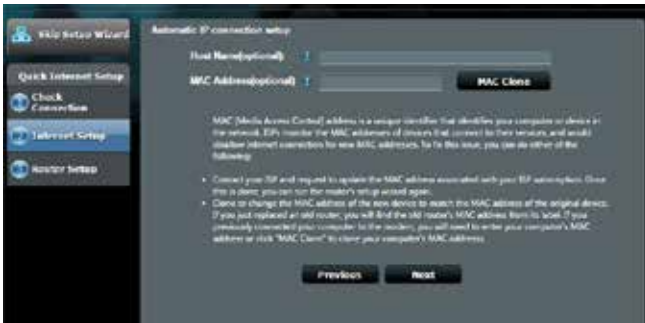 Skip Setup Wizard
Quick Internet Setup
Check
Connection
Internet Setup
Router Setup
Automatic IP connection setup
Host Name(optional)
MAC Address(optional)
MAC Clone
MAC (Media Access Control) address is a unique identifier that identifies your computer or device in
the network. ISPs monitor the MAC addresses of devices that connect to their services, and would
disallow internet connection for new MAC addresses. To fix this issue, you can do either of the
following:
• Contact your ISP and request to update the MAC address associated with your ISP subscription. Once
this is done, you can run the router's setup wizard again.
• Clone or change the MAC address of the new device to match the MAC address of the original device.
If you just replaced an old router, you will find the old router's MAC address from its label. If you
previously connected your computer to the modem, you will need to enter your computer's MAC
address or click "MAC Clone" to clone your computer's MAC address.
Previous
Next